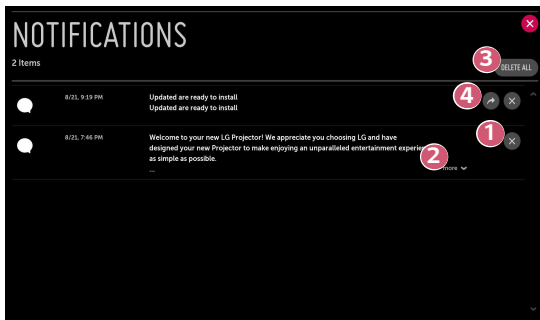 NOTIFICATIONS
2 Items
3
DELETE ALL
8/21, 9:19 PM
Updated are ready to install
Updated are ready to install
4
8/21, 7:46 PM
Welcome to your new LG Projector! We appreciate you choosing LG and have
designed your new Projector to make enjoying an unparalleled entertainment
as simple as possible.
...
1
2
more